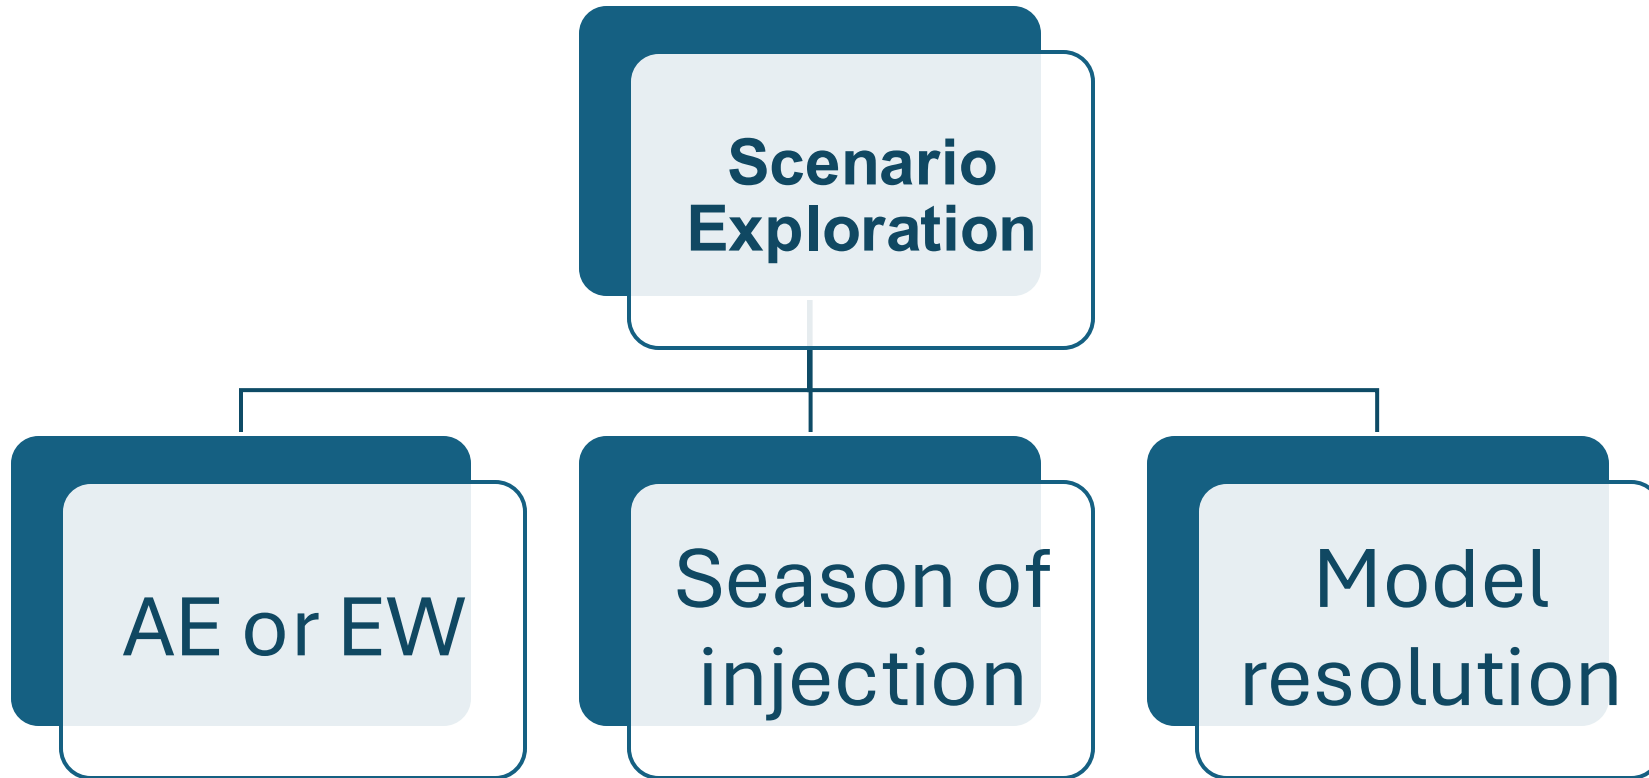 Scenario
Exploration
AE or EW
Season of
injection
Model
resolution